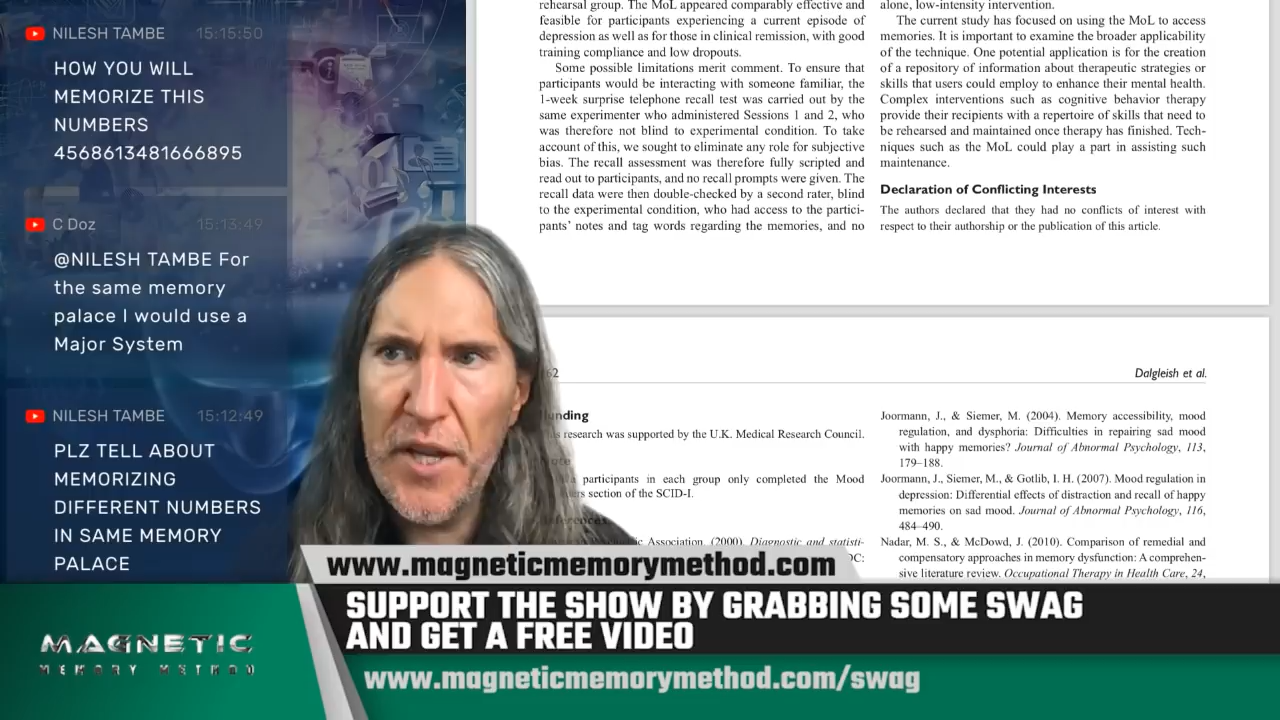 NILESH TAMBE 15:15:50
HOW YOU WILL
MEMORIZE THIS
NUMBERS
4568613481666895
C Doz 15:13:49
@NILESH TAMBE For
the same memory
palace I would use a
Major System
NILESH TAMBE 15:12:49
PLZ TELL ABOUT
MEMORIZING
DIFFERENT NUMBERS
IN SAME MEMORY
PALACE
rehearsal group. The MoL appeared comparably effective and
feasible for participants experiencing a current episode of
depression as well as for those in clinical remission, with good
training compliance and low dropouts.
Some possible limitations merit comment. To ensure that
participants would be interacting with someone familiar, the
1-week surprise telephone recall test was carried out by the
same experimenter who administered Sessions 1 and 2, who
was therefore not blind to experimental condition. To take
account of this, we sought to eliminate any role for subjective
bias. The recall assessment was therefore fully scripted and
read out to participants, and no recall prompts were given. The
recall data were then double-checked by a second rater, blind
to the experimental condition, who had access to the partici-
pants' notes and tag words regarding the memories, and no
alone, low-intensity intervention.
The current study has focused on using the MoL to access
memories. It is important to examine the broader applicability
of the technique. One potential application is for the creation
of a repository of information about therapeutic strategies or
skills that users could employ to enhance their mental health.
Complex interventions such as cognitive behavior therapy
provide their recipients with a repertoire of skills that need to
be rehearsed and maintained once therapy has finished. Tech-
niques such as the MoL could play a part in assisting such
maintenance.
Declaration of Conflicting Interests
The authors declared that they had no conflicts of interest with
respect to their authorship or the publication of this article.
62 Dalgleish et al.
unding
research was supported by the U.K. Medical Research Council.
participants in each group only completed the Mood
section of the SCID-I.
Association. (2000). Diagnostic and statisti-
Joormann, J., & Siemer, M. (2004). Memory accessibility, mood
regulation, and dysphoria: Difficulties in repairing sad mood
with happy memories? Journal of Abnormal Psychology, 113,
179–188.
Joormann, J., Siemer, M., & Gotlib, I. H. (2007). Mood regulation in
depression: Differential effects of distraction and recall of happy
memories on sad mood. Journal of Abnormal Psychology, 116,
484–490.
Nadar, M. S., & McDowd, J. (2010). Comparison of remedial and
compensatory approaches in memory dysfunction: A comprehen-
sive literature review. Occupational Therapy in Health Care, 24,
www.magneticmemorymethod.com
SUPPORT THE SHOW BY GRABBING SOME SWAG
AND GET A FREE VIDEO
www.magneticmemorymethod.com/swag
MAGNETIC
MEMORY METHOD